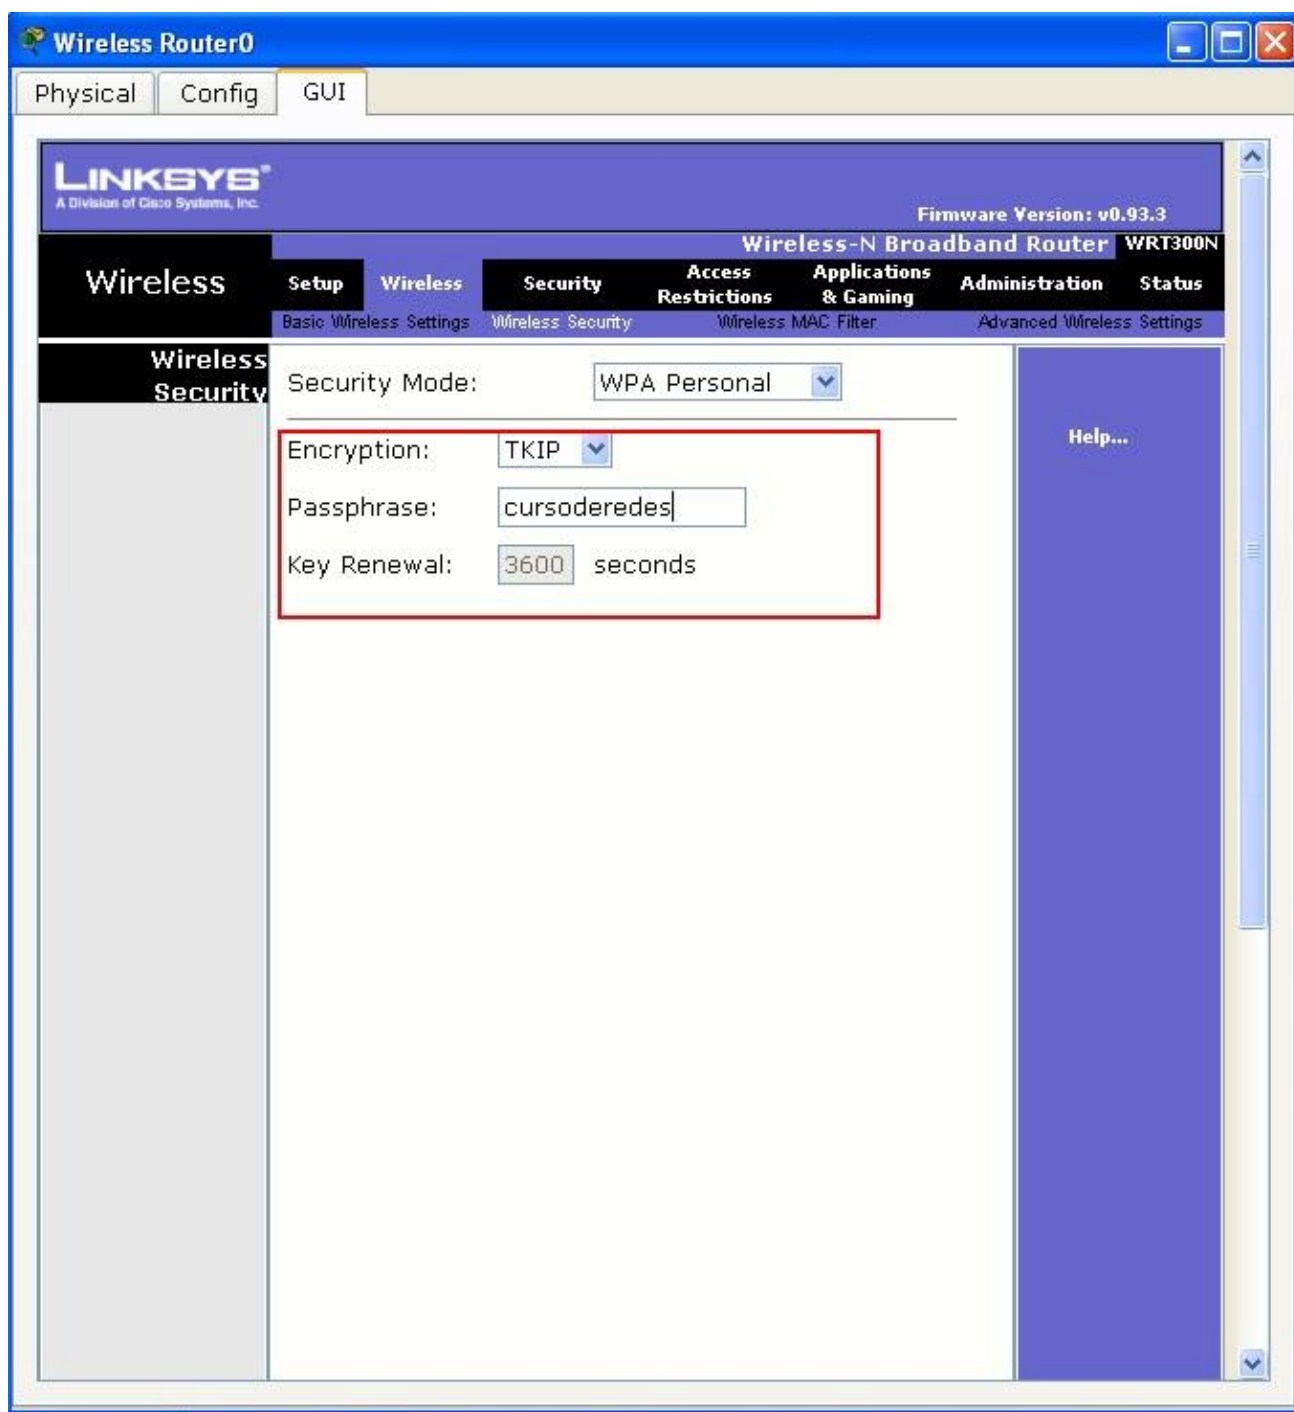 Wireless Router0
Physical Config GUI
LINKSYS®
A Division of Cisco Systems, Inc.
Firmware Version: v0.93.3
Wireless-N Broadband Router WRT300N
Wireless
Setup Wireless Security Access Restrictions Applications & Gaming Administration Status
Basic Wireless Settings Wireless Security Wireless MAC Filter Advanced Wireless Settings
Wireless
Security
Security Mode: WPA Personal
Help...
Encryption: TKIP
Passphrase: cursoderedes
Key Renewal: 3600 seconds